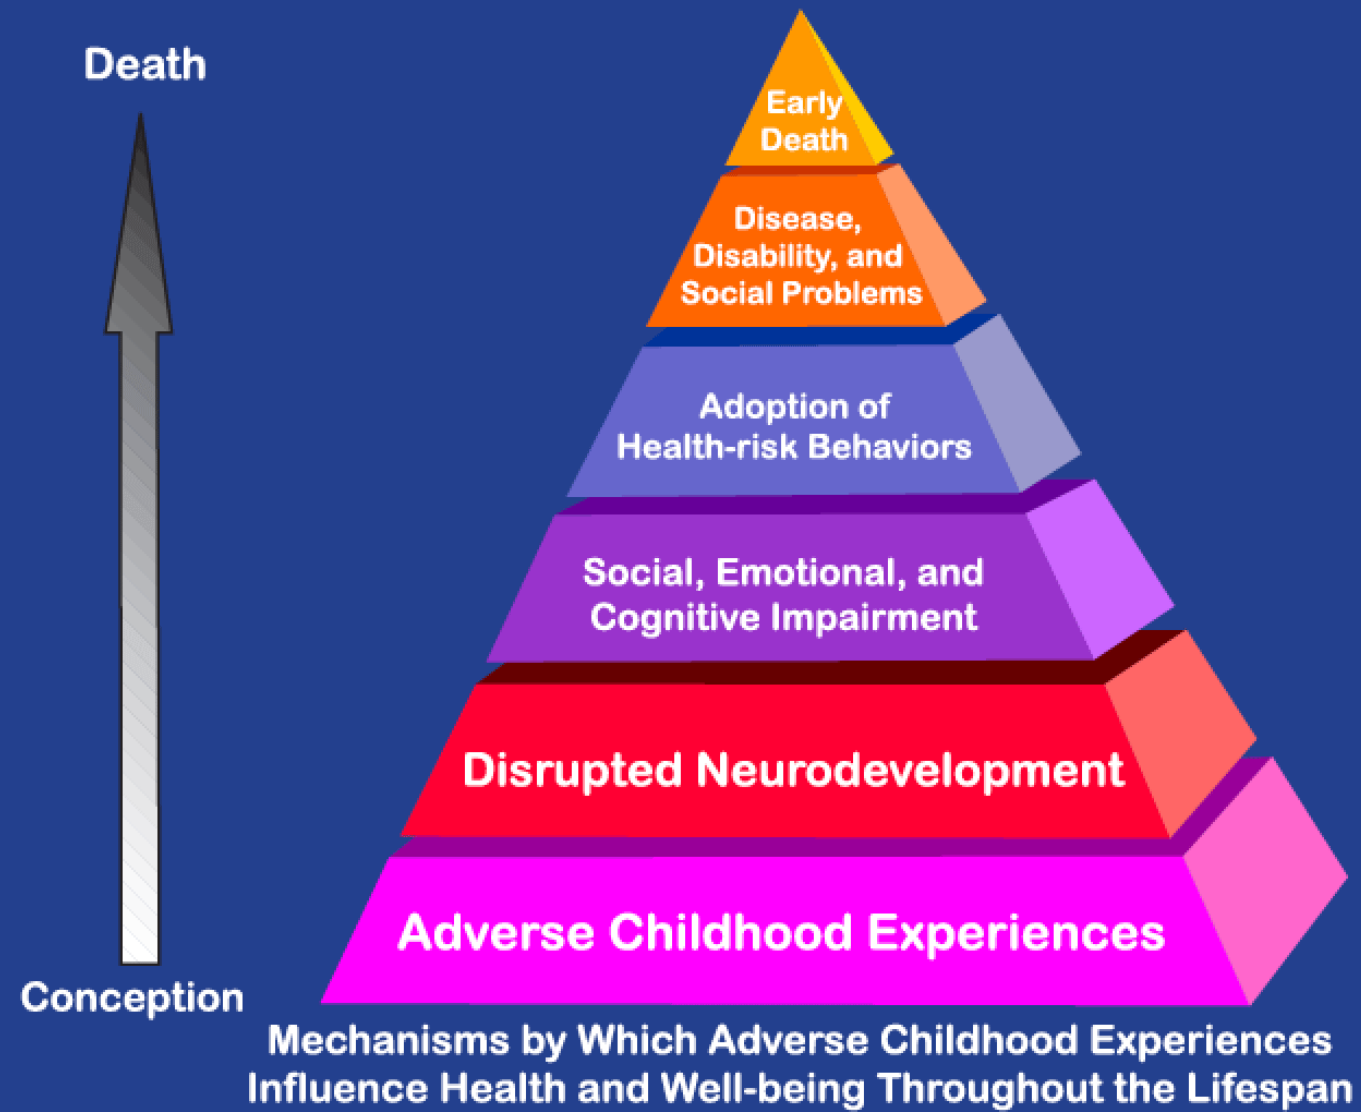 Death
Early
Death
Disease,
Disability, and
Social Problems
Adoption of
Health-risk Behaviors
Social, Emotional, and
Cognitive Impairment
Disrupted Neurodevelopment
Adverse Childhood Experiences
Conception
Mechanisms by Which Adverse Childhood Experiences
Influence Health and Well-being Throughout the Lifespan